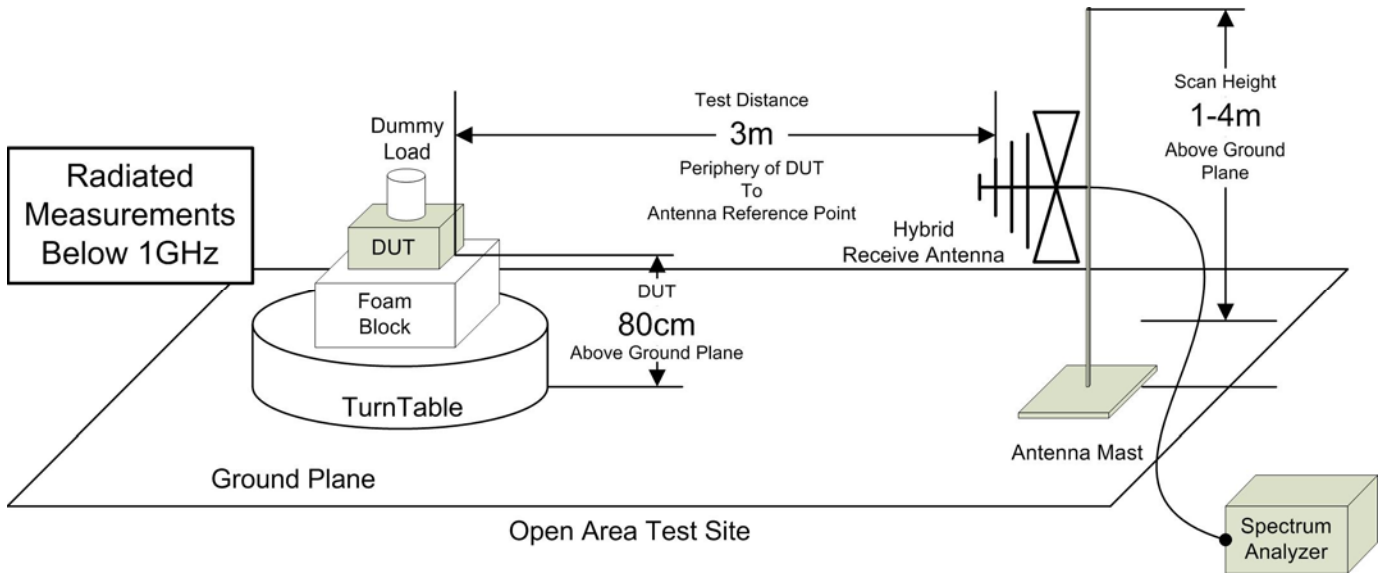 Radiated
Measurements
Below 1GHz
Dummy
Load
DUT
Foam
Block
TurnTable
Ground Plane
Test Distance
3m
Periphery of DUT
To
Antenna Reference Point
DUT
80cm
Above Ground Plane
Hybrid
Receive Antenna
Scan Height
1-4m
Above Ground
Plane
Antenna Mast
Open Area Test Site
Spectrum
Analyzer